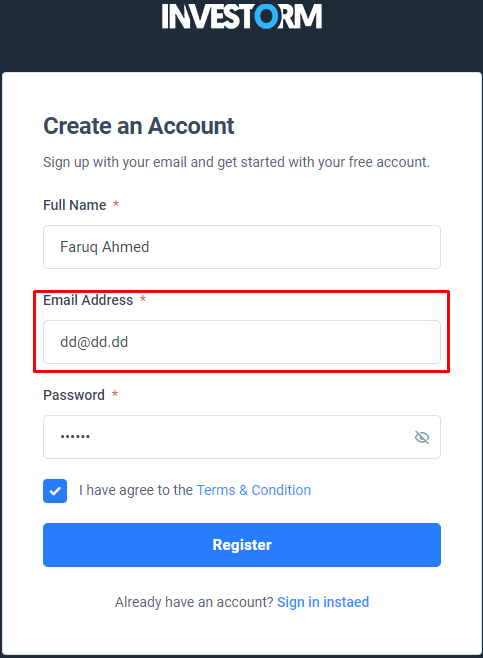 INVESTORM
Create an Account
Sign up with your email and get started with your free account.
Full Name *
Faruq Ahmed
Email Address *
dd@dd.dd
Password *
••••••
I have agree to the Terms & Condition
Register
Already have an account? Sign in instaed